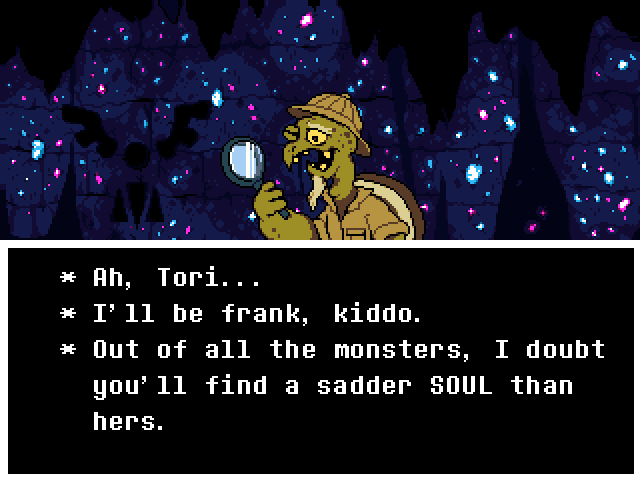 * Ah, Tori...
* I'll be frank, kiddo.
* Out of all the monsters, I doubt
you'll find a sadder SOUL than
hers.